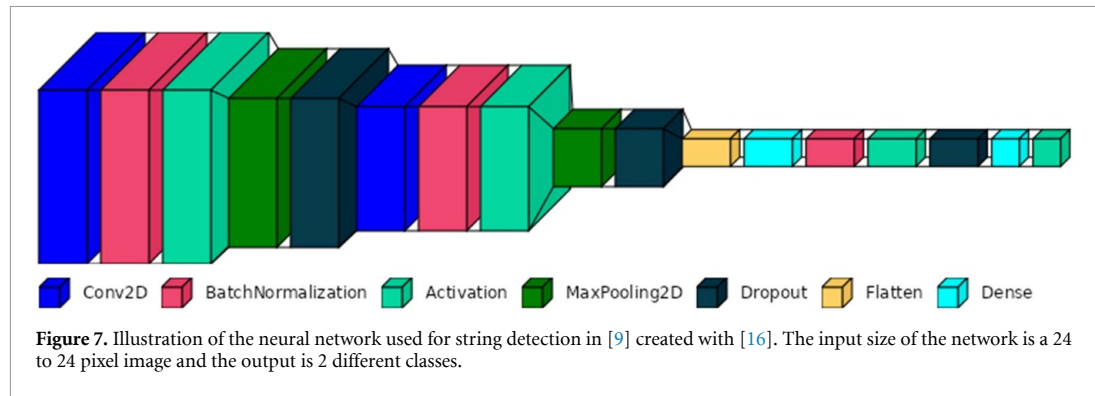 Conv2D BatchNormalization Activation MaxPooling2D Dropout Flatten Dense
Figure 7. Illustration of the neural network used for string detection in [9] created with [16]. The input size of the network is a 24
to 24 pixel image and the output is 2 different classes.